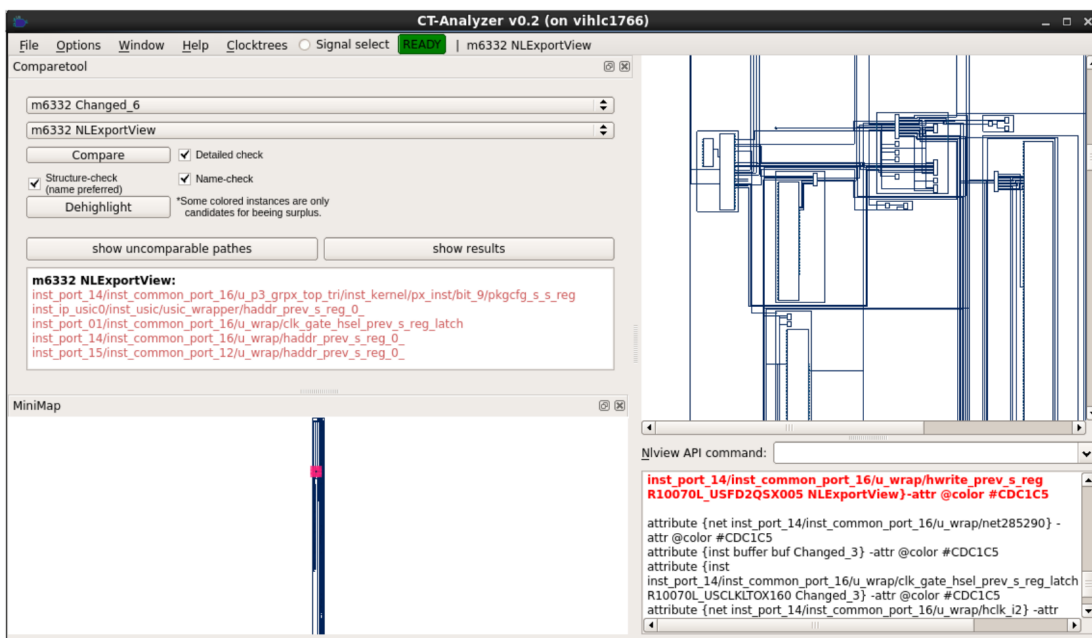 CT-Analyzer v0.2 (on vihlc1766)
File Options Window Help Clocktrees Signal select READY | m6332 NLExportView
Comparetool
m6332 Changed_6
m6332 NLExportView
Compare
Detailed check
Structure-check
(name preferred)
Name-check
Dehighlight
*Some colored instances are only
candidates for beeing surplus.
show uncomparable pathes
show results
m6332 NLExportView:
inst_port_14/inst_common_port_16/u_p3_grpx_top_tri/inst_kernel/px_inst/bit_9/pkgcfg_s_s_reg
inst_ip_usic0/inst_usic/usic_wrapper/haddr_prev_s_reg_0_
inst_port_01/inst_common_port_16/u_wrap/clk_gate_hsel_prev_s_reg_latch
inst_port_14/inst_common_port_16/u_wrap/haddr_prev_s_reg_0_
inst_port_15/inst_common_port_12/u_wrap/haddr_prev_s_reg_0_
MiniMap
Nlview API command:
inst_port_14/inst_common_port_16/u_wrap/hwrite_prev_s_reg
R10070L_USFD2QSX005 NLExportView}-attr @color #CDC1C5
attribute {net inst_port_14/inst_common_port_16/u_wrap/net285290} -
attr @color #CDC1C5
attribute {inst buffer buf Changed_3} -attr @color #CDC1C5
attribute {inst
inst_port_14/inst_common_port_16/u_wrap/clk_gate_hsel_prev_s_reg_latch
R10070L_USCLKLTOX160 Changed_3} -attr @color #CDC1C5
attribute {net inst_port_14/inst_common_port_16/u_wrap/hclk_i2} -attr